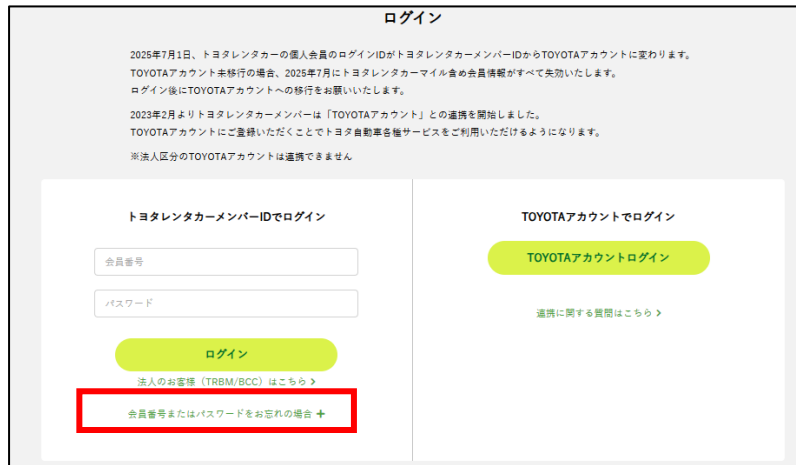 ログイン
2025年7月1日、トヨタレンタカーの個人会員のログインIDがトヨタレンタカーメンバーIDからTOYOTAアカウントに変わります。
TOYOTAアカウント未移行の場合、2025年7月にトヨタレンタカーマイル含め会員情報がすべて失効いたします。
ログイン後にTOYOTAアカウントへの移行をお願いいたします。
2023年2月よりトヨタレンタカーメンバーは「TOYOTAアカウント」との連携を開始しました。
TOYOTAアカウントにご登録いただくことでトヨタ自動車各種サービスをご利用いただけるようになります。
※法人区分のTOYOTAアカウントは連携できません
トヨタレンタカーメンバーIDでログイン
会員番号
パスワード
ログイン
法人のお客様（TRBM/BCC）はこちら >
会員番号またはパスワードをお忘れの場合 +
TOYOTAアカウントでログイン
TOYOTAアカウントログイン
連携に関する質問はこちら >